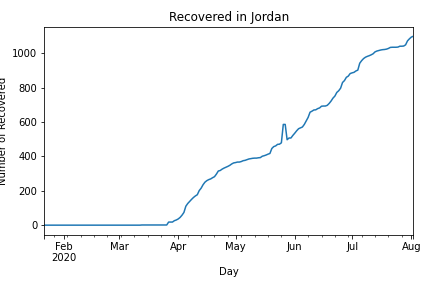 Recovered in Jordan
Number of Recovered
1000
800
600
400
200
0
Feb
2020
Mar
Apr
May
Jun
Jul
Aug
Day